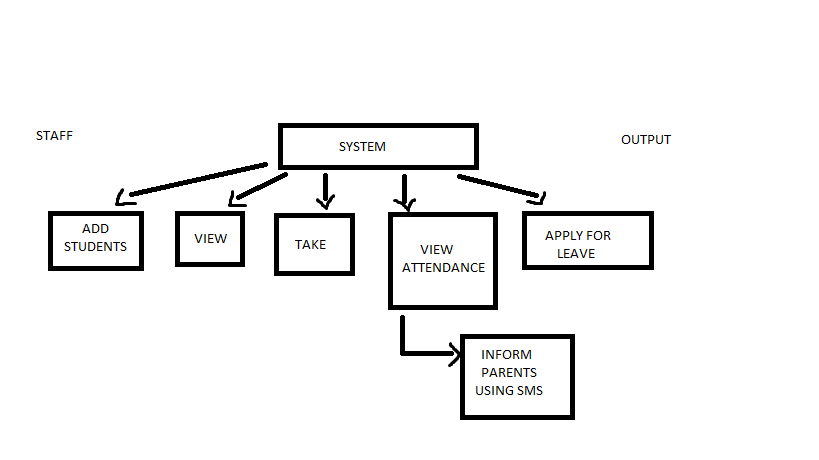 STAFF
SYSTEM
OUTPUT
ADD
STUDENTS
VIEW
TAKE
VIEW
ATTENDANCE
APPLY FOR
LEAVE
INFORM
PARENTS
USING SMS